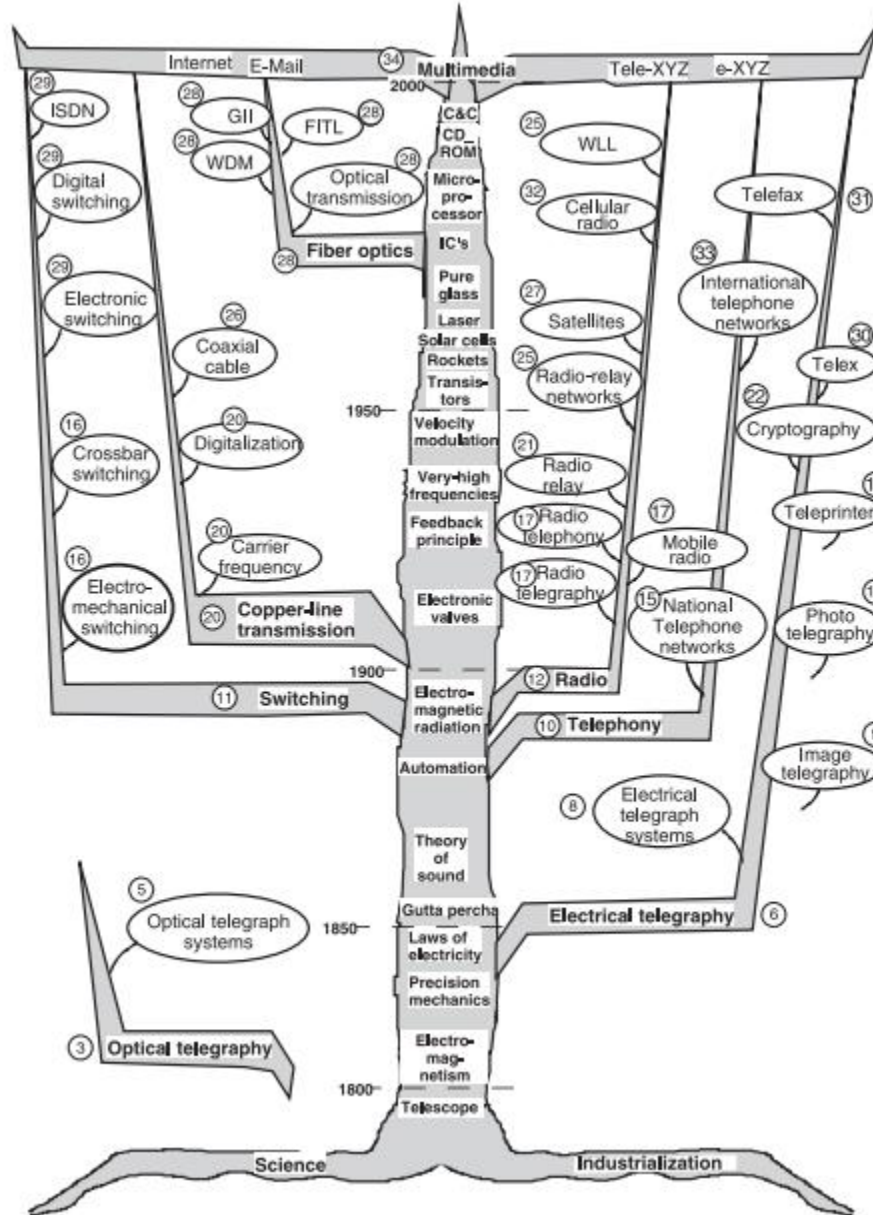 Internet
E-Mail
34
Multimedia
Tele-XYZ
e-XYZ
2000
29
ISDN
28
GII
FITL
28
28
WDM
29
Digital
switching
28
Optical
transmission
28
Fiber optics
29
Electronic
switching
26
Coaxial
cable
16
Crossbar
switching
20
Digitalization
20
Carrier
frequency
16
Electro-
mechanical
switching
20
Copper-line
transmission
11
Switching
C&C
CD_
ROM
Micro-
pro-
cessor
IC's
Pure
glass
Laser
Solar cells
Rockets
Transis-
tors
1950
Velocity
modulation
Very-high
frequencies
Feedback
principle
Electronic
valves
1900
Electro-
magnetic
radiation
Automation
Theory
of
sound
Gutta percha
1850
Laws of
electricity
Precision
mechanics
Electro-
mag-
netism
1800
Telescope
25
WLL
32
Cellular
radio
27
Satellites
25
Radio-relay
networks
21
Radio
relay
17
Radio
telephony
17
Radio
telegraphy
17
Mobile
radio
12
Radio
31
Telefax
33
International
telephone
networks
30
Telex
22
Cryptography
Teleprinter
15
National
Telephone
networks
Photo
telegraphy
10
Telephony
Image
telegraphy
8
Electrical
telegraph
systems
Electrical telegraphy
6
5
Optical telegraph
systems
3
Optical telegraphy
Science
Industrialization